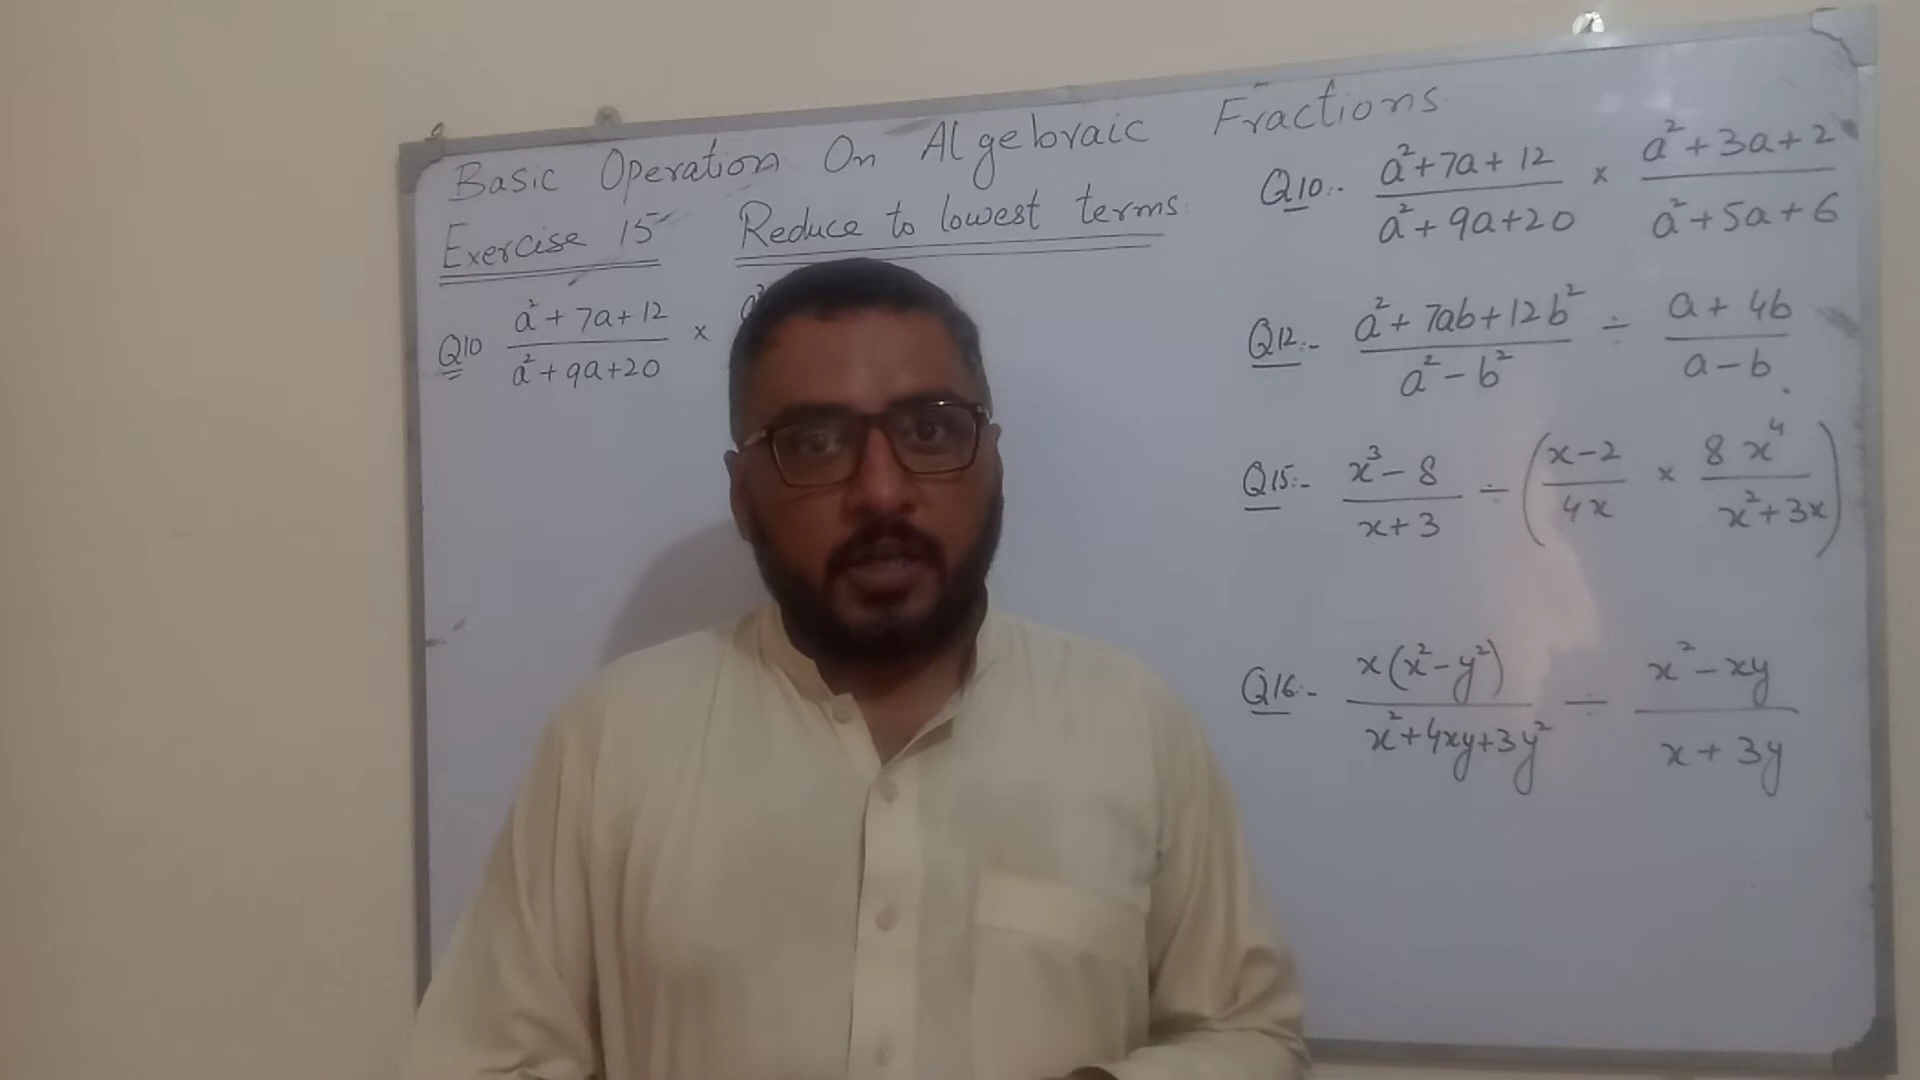 Basic Operation On Algebraic Fractions
Exercise 15 Reduce to lowest terms
Q10 a²+7a+12 / a²+9a+20 × a²
Q10:- a²+7a+12 / a²+9a+20 × a²+3a+2 / a²+5a+6
Q12:- a²+7ab+12b² / a²-b² ÷ a+4b / a-b
Q15:- x³-8 / x+3 ÷ (x-2 / 4x × 8x⁴ / x²+3x)
Q16:- x(x²-y²) / x²+4xy+3y² ÷ x²-xy / x+3y